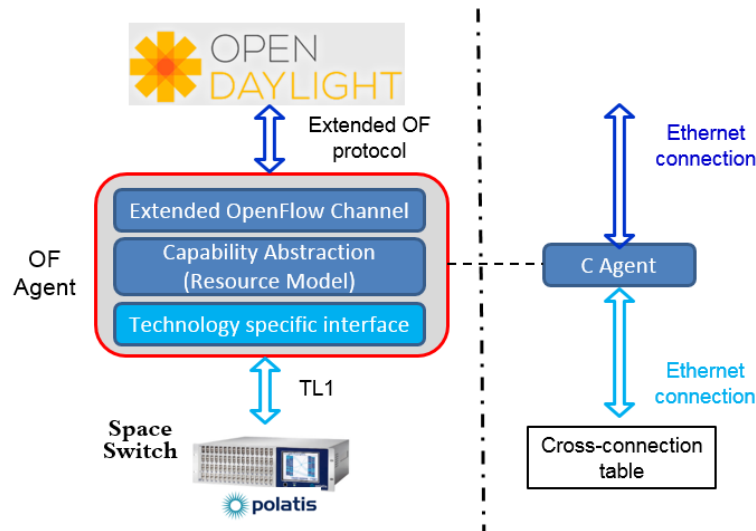 OPEN
DAYLIGHT
Extended OF
protocol
Ethernet
connection
OF
Agent
Extended OpenFlow Channel
Capability Abstraction
(Resource Model)
Technology specific interface
C Agent
TL1
Ethernet
connection
Space
Switch
polatis
Cross-connection
table